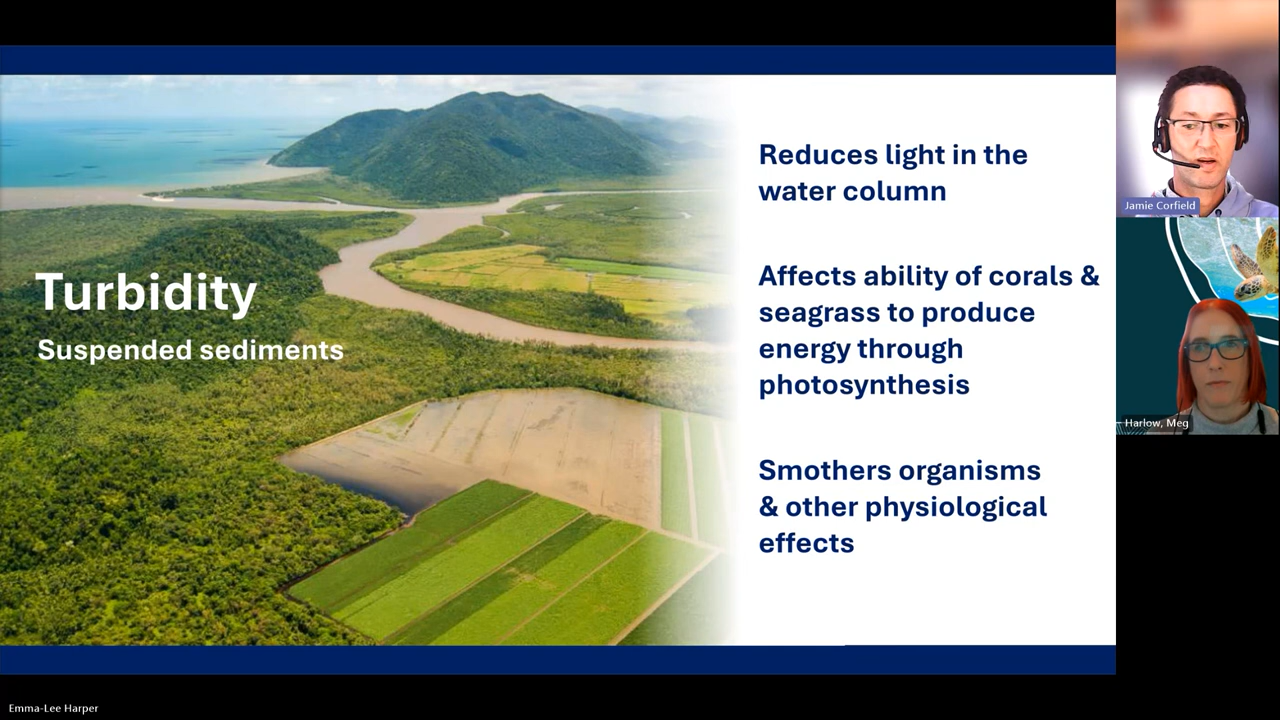 Turbidity
Suspended sediments
Reduces light in the
water column
Affects ability of corals &
seagrass to produce
energy through
photosynthesis
Smothers organisms
& other physiological
effects
Jamie Corfield
Harlow, Meg
Emma-Lee Harper